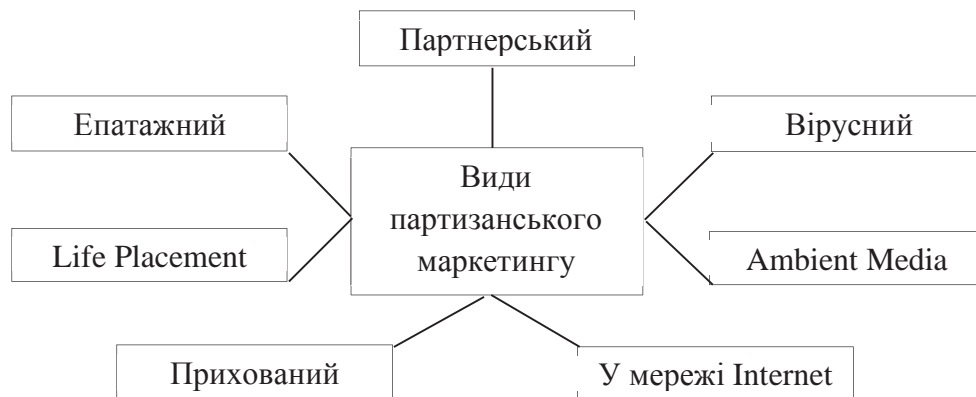 Партнерський
Епатажний
Вірусний
Види
партизанського
маркетингу
Life Placement
Ambient Media
Прихований
У мережі Internet